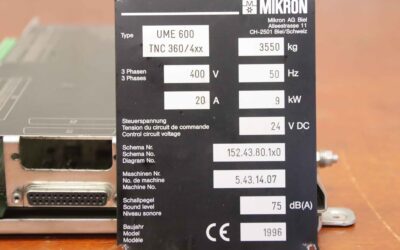 MIKRON
Mikron AG Biel
Alleestrasse 11
CH-2501 Biel/Schweiz
Type UME 600
TNC 360/4xx
3550 kg
3 Phasen
3 Phases
400 V
50 Hz
20 A
9 kW
Steuerspannung
Tension du circuit de commande
Control circuit voltage
24 V DC
Schema Nr.
Schema No.
Diagram No.
152.43.80.1x0
Maschinen Nr.
No. de machine
Machine No.
5.43.14.07
Schallpegel
Sound level
Niveau sonore
75 dB(A)
Baujahr
Model
Modèle
CE
1996